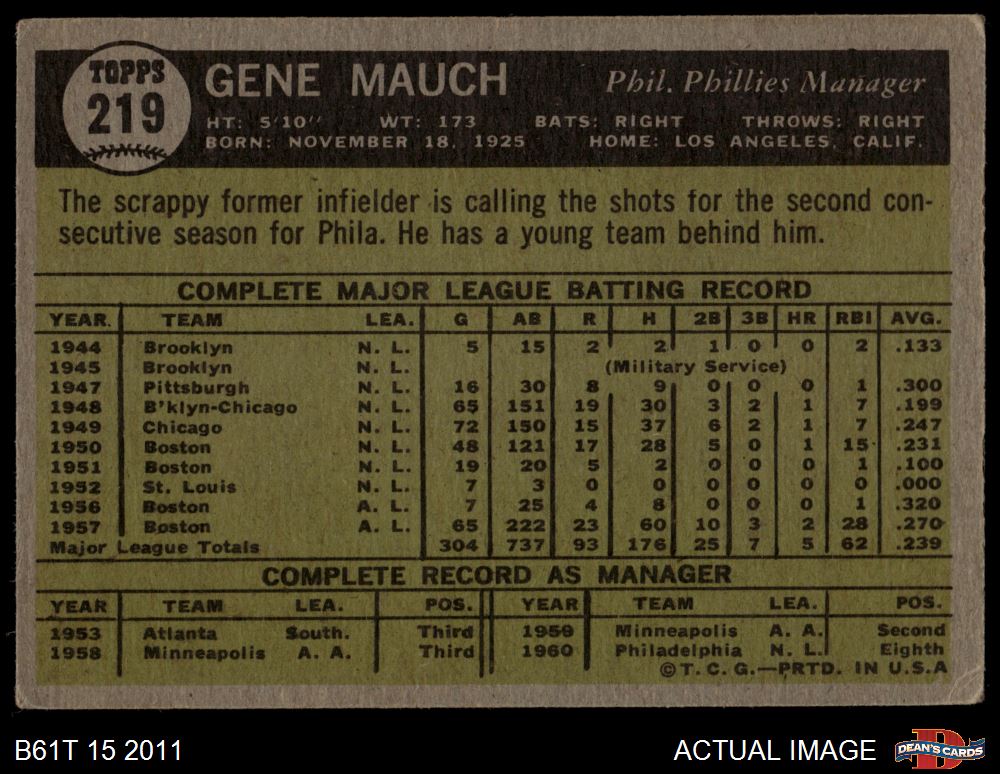 TOPPS
219
GENE MAUCH Phil. Phillies Manager
HT: 5'10" WT: 173 BATS: RIGHT THROWS: RIGHT
BORN: NOVEMBER 18, 1925 HOME: LOS ANGELES, CALIF.
The scrappy former infielder is calling the shots for the second con-
secutive season for Phila. He has a young team behind him.
COMPLETE MAJOR LEAGUE BATTING RECORD
YEAR. TEAM LEA. G AB R H 2B 3B HR RBI AVG.
1944 Brooklyn N. L. 5 15 2 2 1 0 0 2 .133
1945 Brooklyn N. L. (Military Service)
1947 Pittsburgh N. L. 16 30 8 9 0 0 0 1 .300
1948 B'klyn-Chicago N. L. 65 151 19 30 3 2 1 7 .199
1949 Chicago N. L. 72 150 15 37 6 2 1 7 .247
1950 Boston N. L. 48 121 17 28 5 0 1 15 .231
1951 Boston N. L. 19 20 5 2 0 0 0 1 .100
1952 St. Louis N. L. 7 3 0 0 0 0 0 0 .000
1956 Boston A. L. 7 25 4 8 0 0 0 1 .320
1957 Boston A. L. 65 222 23 60 10 3 2 28 .270
Major League Totals 304 737 93 176 25 7 5 62 .239
COMPLETE RECORD AS MANAGER
YEAR TEAM LEA. POS. YEAR TEAM LEA. POS.
1953 Atlanta South. Third 1959 Minneapolis A. A. Second
1958 Minneapolis A. A. Third 1960 Philadelphia N. L. Eighth
© T. C. G.—PRTD. IN U.S.A
B61T 15 2011 ACTUAL IMAGE DEAN'S CARDS